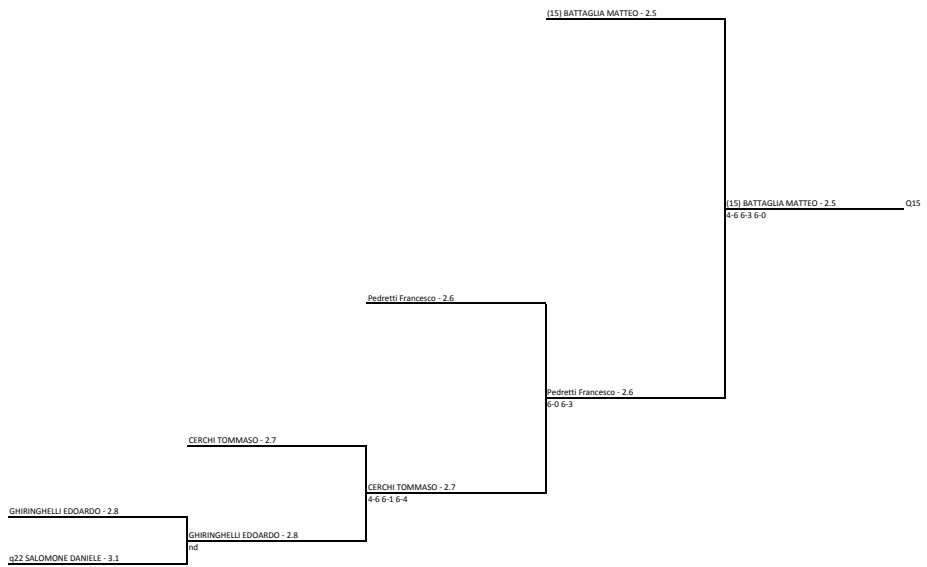 (15) BATTAGLIA MATTEO - 2.5
(15) BATTAGLIA MATTEO - 2.5
Q15
4-6 6-3 6-0
Pedretti Francesco - 2.6
Pedretti Francesco - 2.6
6-0 6-3
CERCHI TOMMASO - 2.7
CERCHI TOMMASO - 2.7
4-6 6-1 6-4
GHIRINGHELLI EDOARDO - 2.8
GHIRINGHELLI EDOARDO - 2.8
nd
q22 SALOMONE DANIELE - 3.1